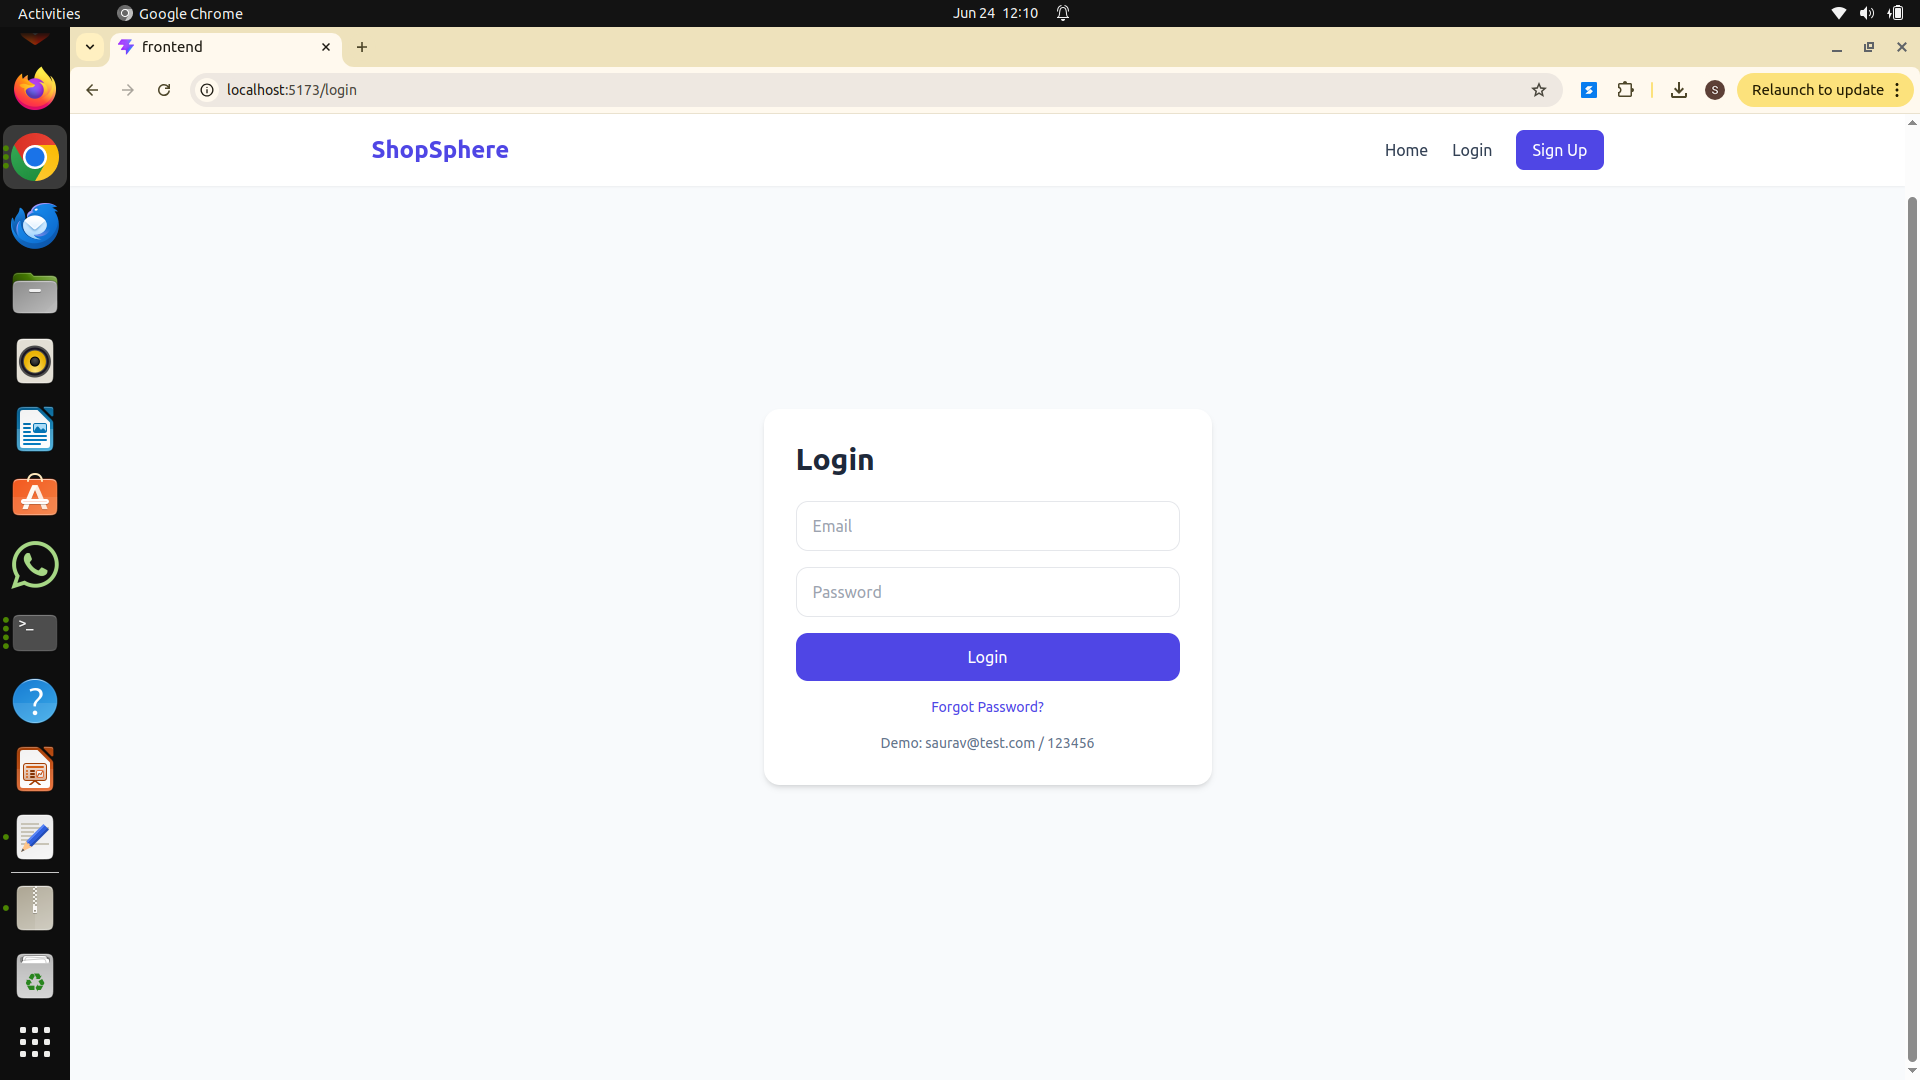 Activities Google Chrome Jun 24 12:10
frontend
localhost:5173/login S Relaunch to update
ShopSphere Home Login Sign Up
Login
Email
Password
Login
Forgot Password?
Demo: saurav@test.com / 123456